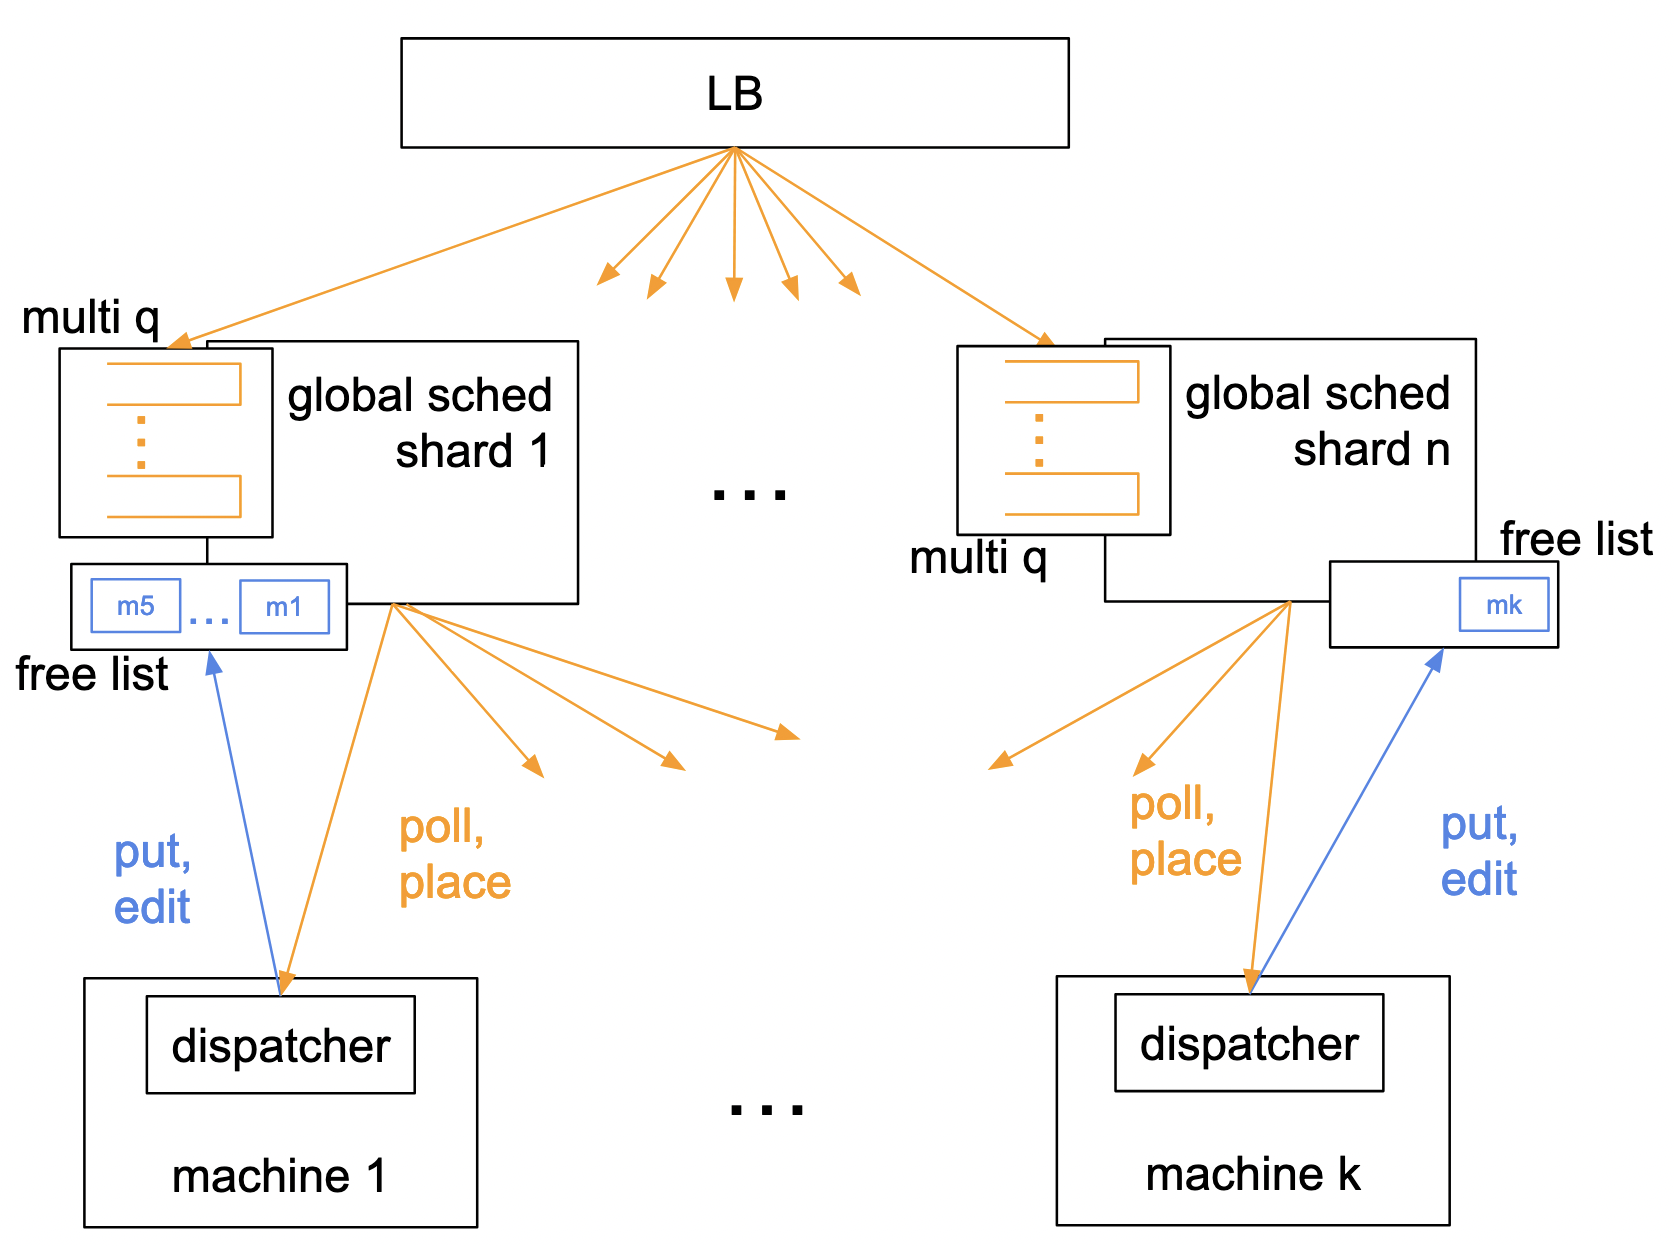 LB
multi q
global sched
shard 1
...
global sched
shard n
multi q
free list
m5
...
m1
mk
free list
poll,
place
put,
edit
poll,
place
put,
edit
dispatcher
machine 1
...
dispatcher
machine k